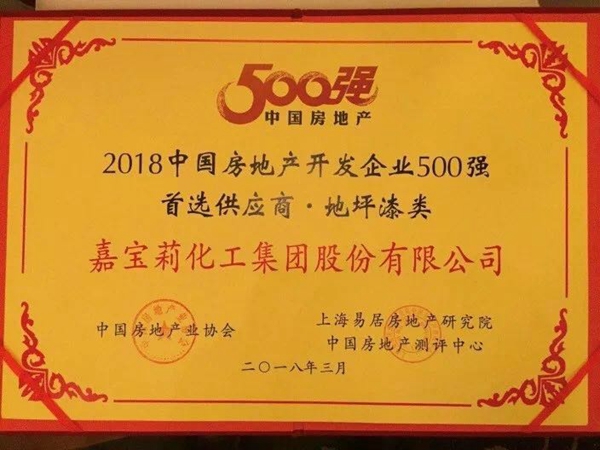 500强
中国房地产
2018中国房地产开发企业500强
首选供应商·地坪漆类
嘉宝莉化工集团股份有限公司
中国房地产业协会
上海易居房地产研究院
中国房地产测评中心
二〇一八年三月